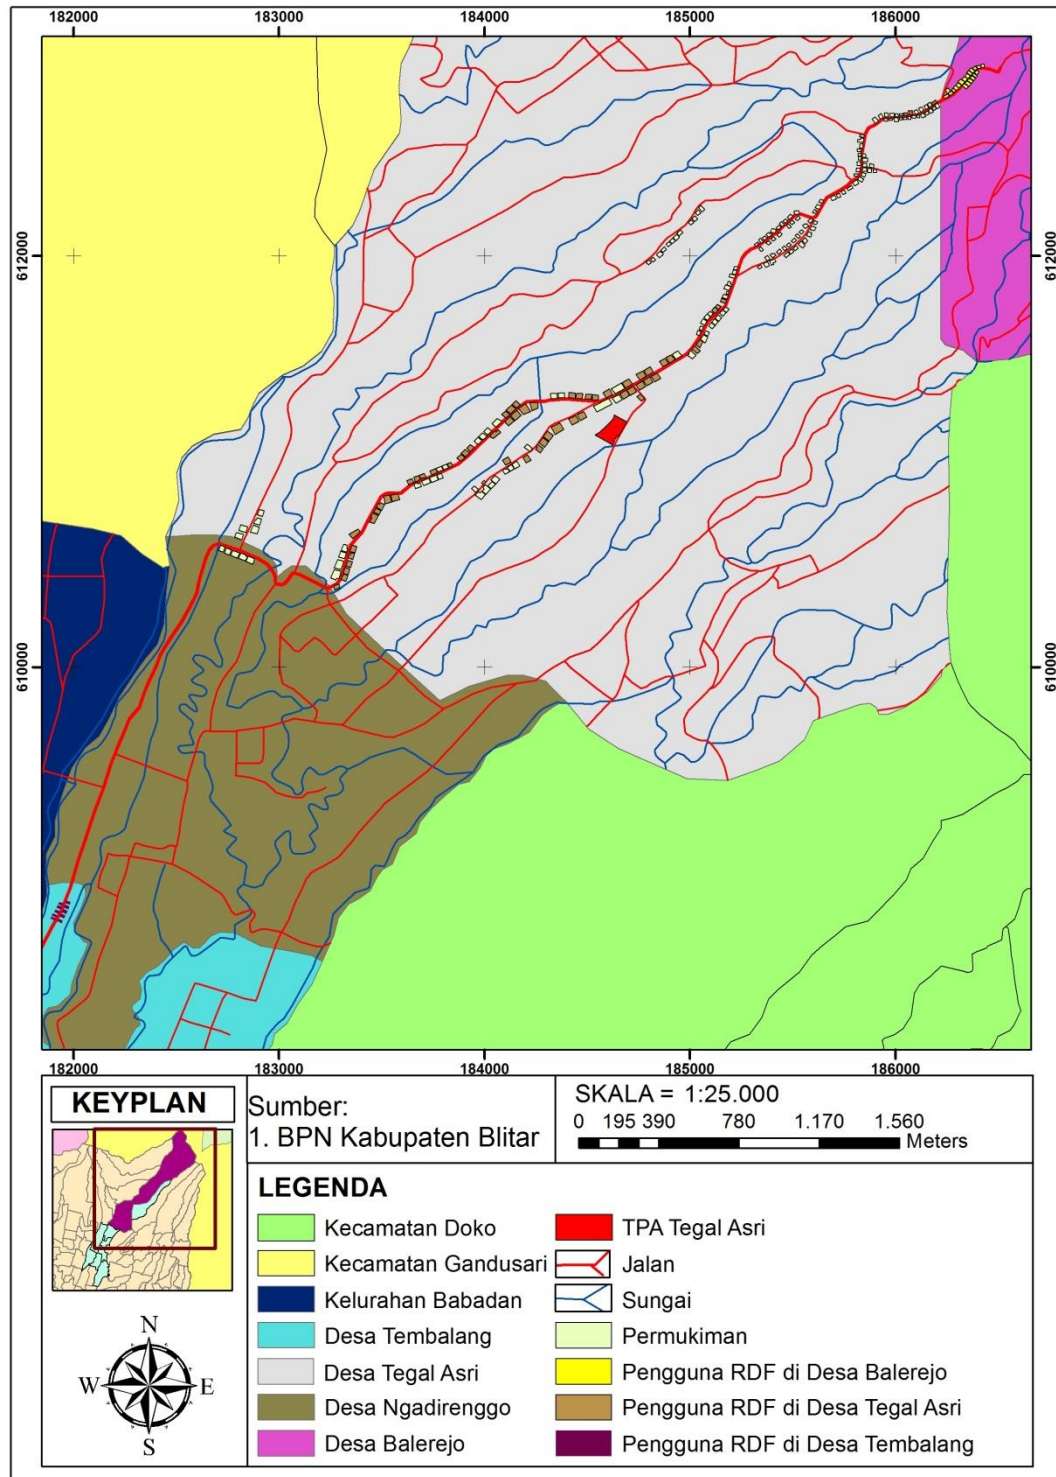 182000 183000 184000 185000 186000
612000 612000
610000 610000
182000 183000 184000 185000 186000
KEYPLAN
N
W E
S
Sumber:
1. BPN Kabupaten Blitar
SKALA = 1:25.000
0 195 390 780 1.170 1.560
Meters
LEGENDA
Kecamatan Doko
Kecamatan Gandusari
Kelurahan Babadan
Desa Tembalang
Desa Tegal Asri
Desa Ngadirenggo
Desa Balerejo
TPA Tegal Asri
Jalan
Sungai
Permukiman
Pengguna RDF di Desa Balerejo
Pengguna RDF di Desa Tegal Asri
Pengguna RDF di Desa Tembalang